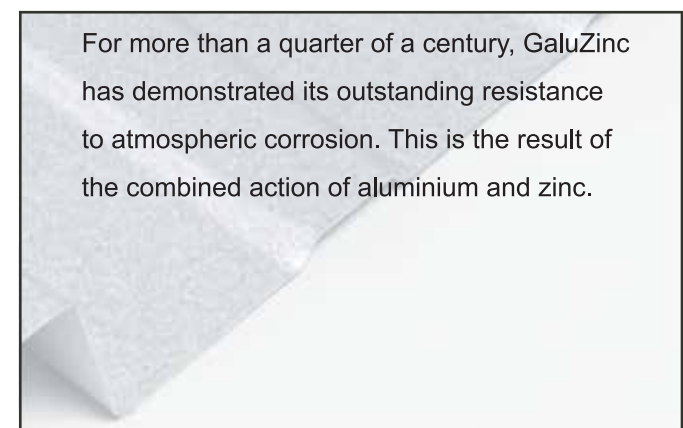 For more than a quarter of a century, GaluZinc
has demonstrated its outstanding resistance
to atmospheric corrosion. This is the result of
the combined action of aluminium and zinc.